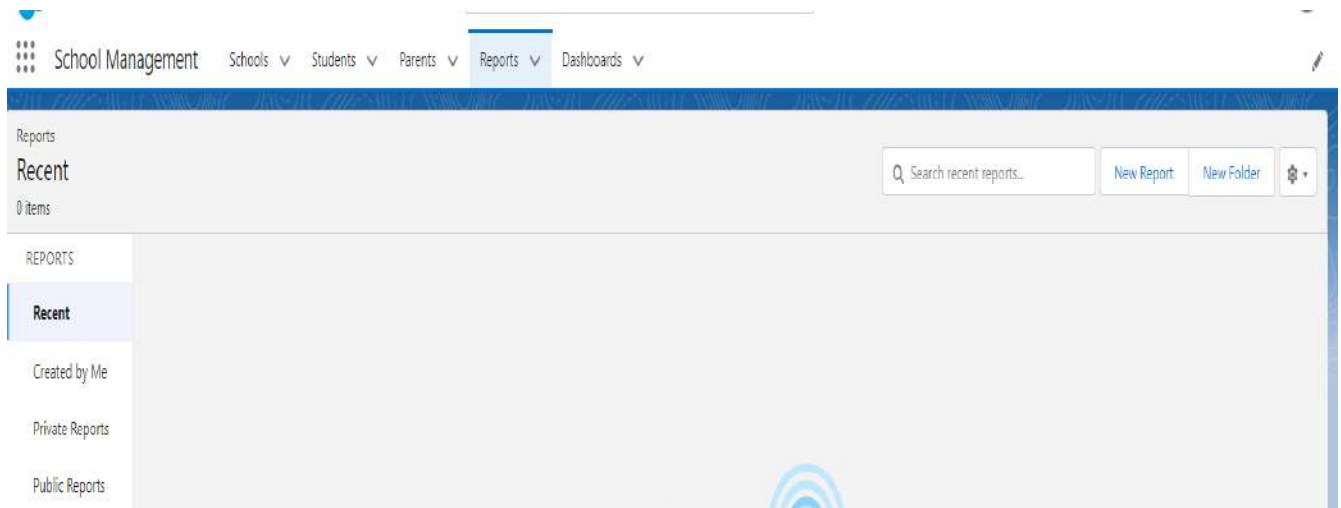 School Management Schools Students Parents Reports Dashboards
Reports
Recent
0 items
Search recent reports...
New Report
New Folder
REPORTS
Recent
Created by Me
Private Reports
Public Reports